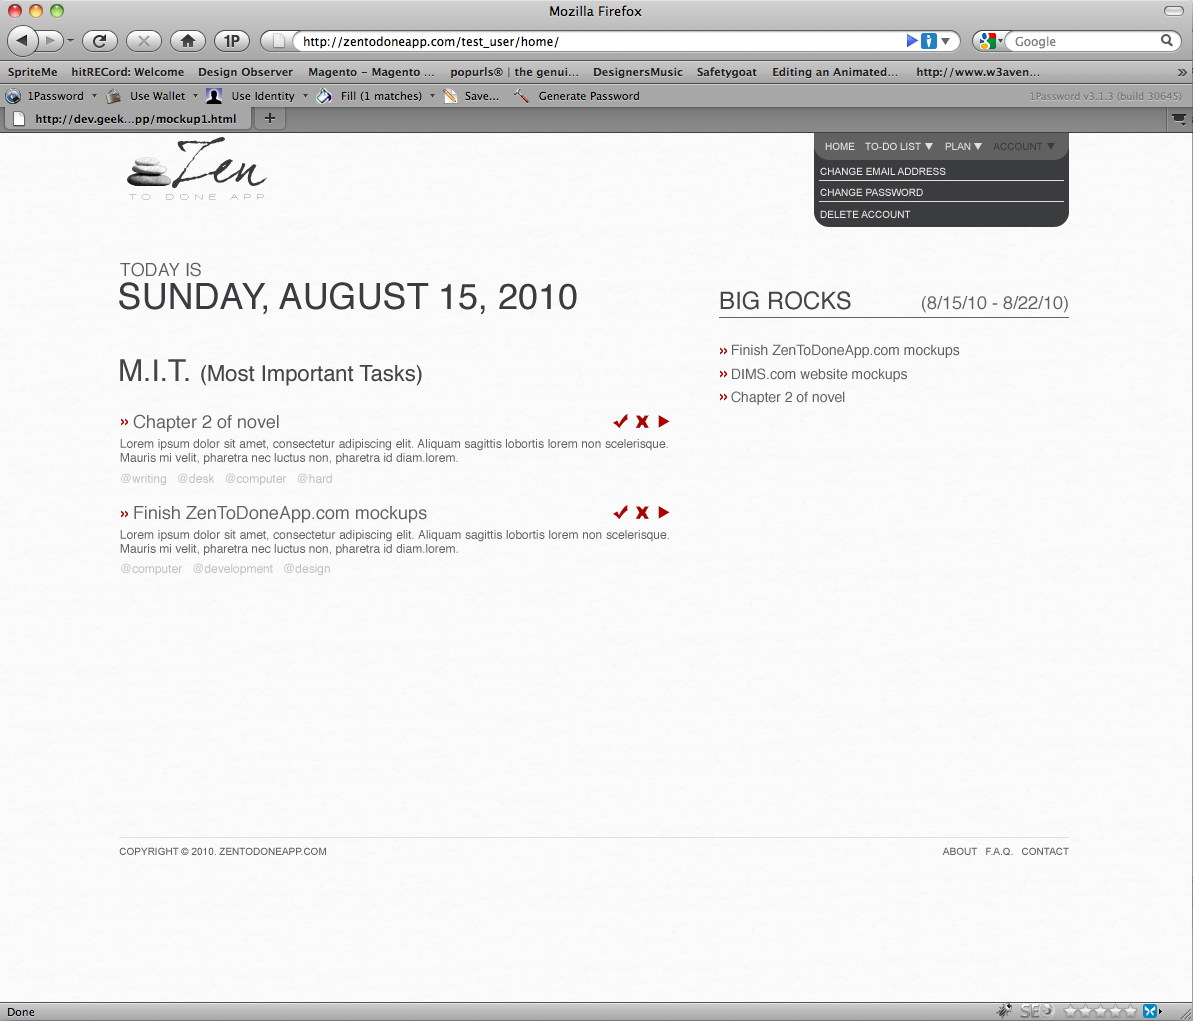 Mozilla Firefox
1P http://zentodoneapp.com/test_user/home/ Google
SpriteMe hitRECord: Welcome Design Observer Magento - Magento ... popurls® | the genui... DesignersMusic Safetygoat Editing an Animated... http://www.w3aven... »
1Password Use Wallet Use Identity Fill (1 matches) Save... Generate Password 1Password v3.1.3 (build 30645)
http://dev.geek...pp/mockup1.html +
Zen
TO DONE APP
HOME TO-DO LIST ▼ PLAN ▼ ACCOUNT ▼
CHANGE EMAIL ADDRESS
CHANGE PASSWORD
DELETE ACCOUNT
TODAY IS
SUNDAY, AUGUST 15, 2010
M.I.T. (Most Important Tasks)
» Chapter 2 of novel
Lorem ipsum dolor sit amet, consectetur adipiscing elit. Aliquam sagittis lobortis lorem non scelerisque.
Mauris mi velit, pharetra nec luctus non, pharetra id diam.lorem.
@writing @desk @computer @hard
» Finish ZenToDoneApp.com mockups
Lorem ipsum dolor sit amet, consectetur adipiscing elit. Aliquam sagittis lobortis lorem non scelerisque.
Mauris mi velit, pharetra nec luctus non, pharetra id diam.lorem.
@computer @development @design
BIG ROCKS (8/15/10 - 8/22/10)
» Finish ZenToDoneApp.com mockups
» DIMS.com website mockups
» Chapter 2 of novel
COPYRIGHT © 2010. ZENTODONEAPP.COM
ABOUT F.A.Q. CONTACT
Done
SE